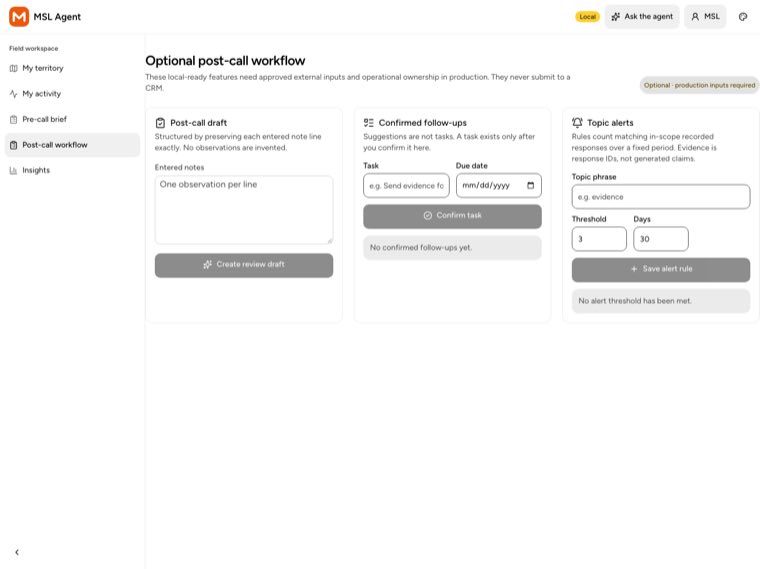 MSL Agent
Local
Ask the agent
MSL
Field workspace
My territory
My activity
Pre-call brief
Post-call workflow
Insights
Optional post-call workflow
These local-ready features need approved external inputs and operational ownership in production. They never submit to a
CRM.
Optional · production inputs required
Post-call draft
Structured by preserving each entered note line
exactly. No observations are invented.
Entered notes
One observation per line
Create review draft
Confirmed follow-ups
Suggestions are not tasks. A task exists only after
you confirm it here.
Task
Due date
e.g. Send evidence fo
mm/dd/yyyy
Confirm task
No confirmed follow-ups yet.
Topic alerts
Rules count matching in-scope recorded
responses over a fixed period. Evidence is
response IDs, not generated claims.
Topic phrase
e.g. evidence
Threshold
Days
3
30
Save alert rule
No alert threshold has been met.